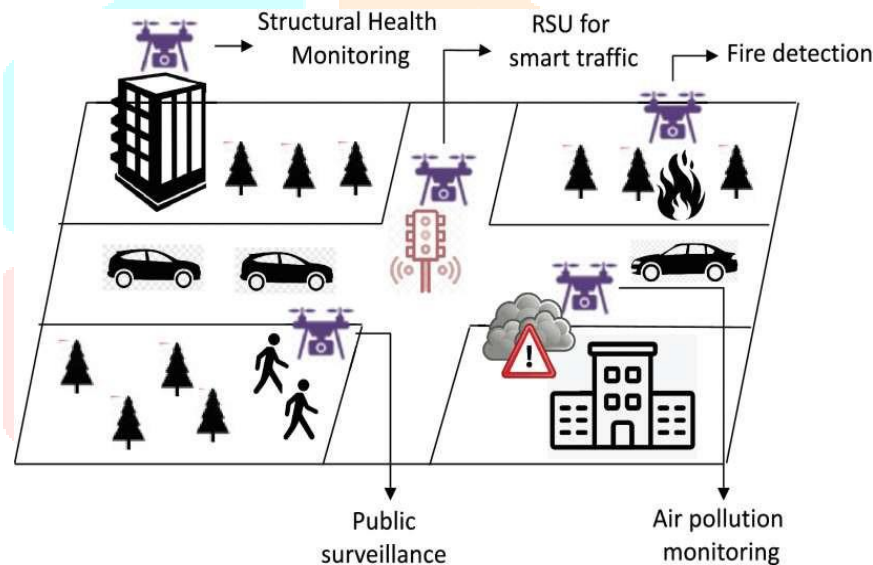 Structural Health
Monitoring
RSU for
smart traffic
Fire detection
!
Public
surveillance
Air pollution
monitoring